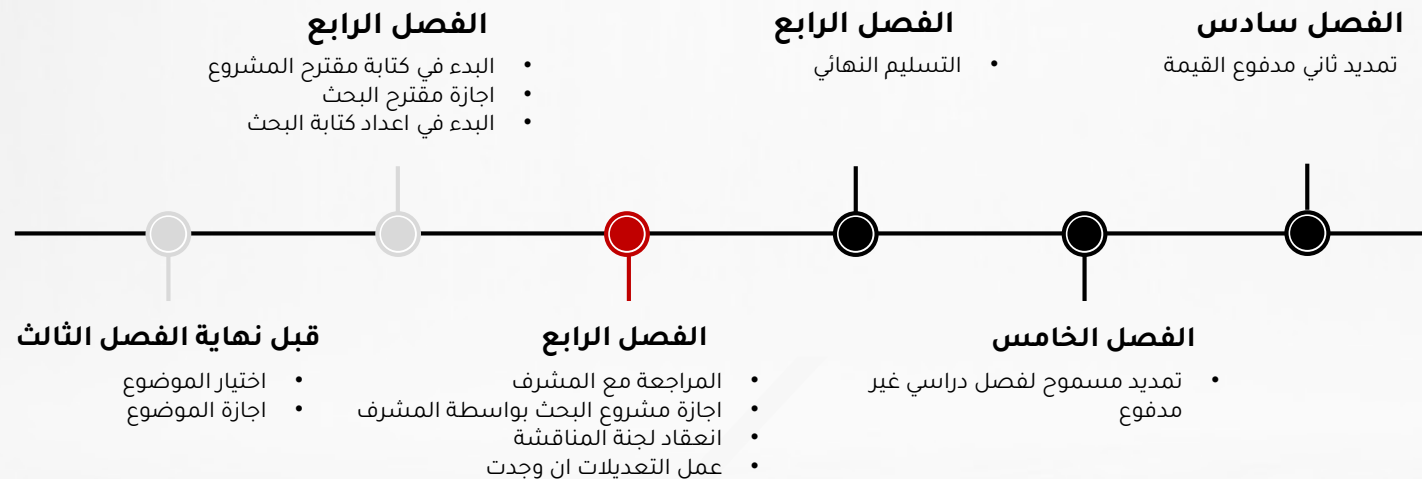 قبل نهاية الفصل الثالث
• اختيار الموضوع
• اجازة الموضوع
الفصل الرابع
• البدء في كتابة مقترح المشروع
• اجازة مقترح البحث
• البدء في اعداد كتابة البحث
الفصل الرابع
• المراجعة مع المشرف
• اجازة مشروع البحث بواسطة المشرف
• انعقاد لجنة المناقشة
• عمل التعديلات ان وجدت
الفصل الرابع
• التسليم النهائي
الفصل الخامس
• تمديد مسموح لفصل دراسي غير
مدفوع
الفصل سادس
تمديد ثاني مدفوع القيمة